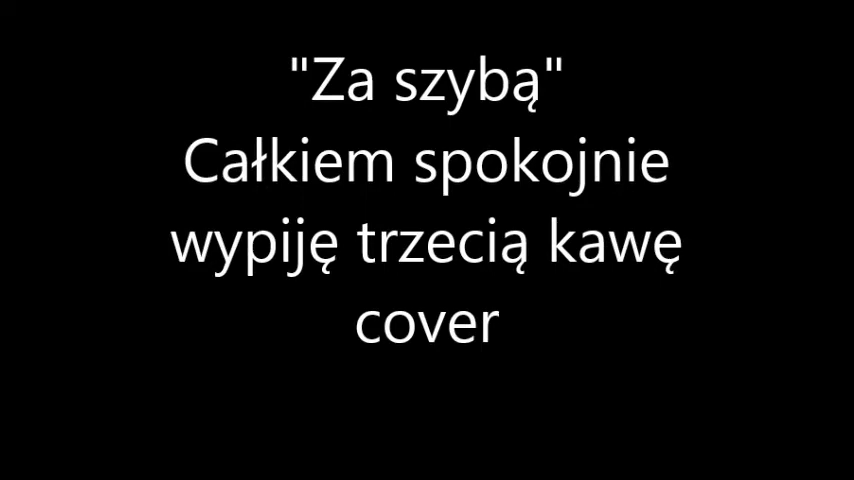 "Za szybą"
Całkiem spokojnie
wypiję trzecią kawę
cover